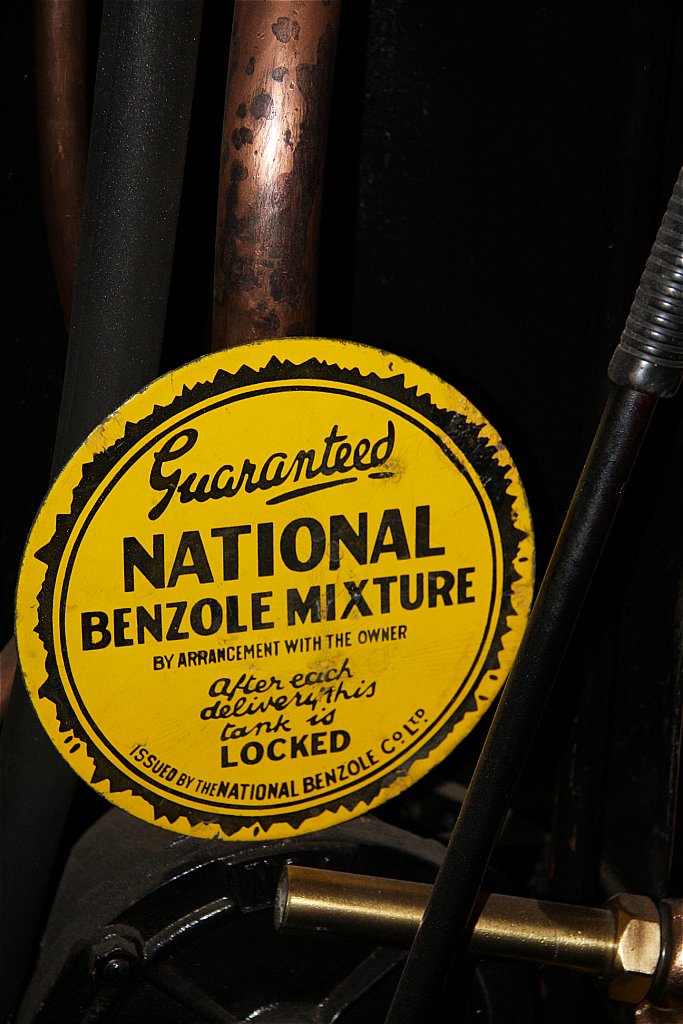 Guaranteed
NATIONAL
BENZOLE MIXTURE
BY ARRANCEMENT WITH THE OWNER
After each
delivery this
tank is
LOCKED
ISSUED BY THE NATIONAL BENZOLE CO LTD